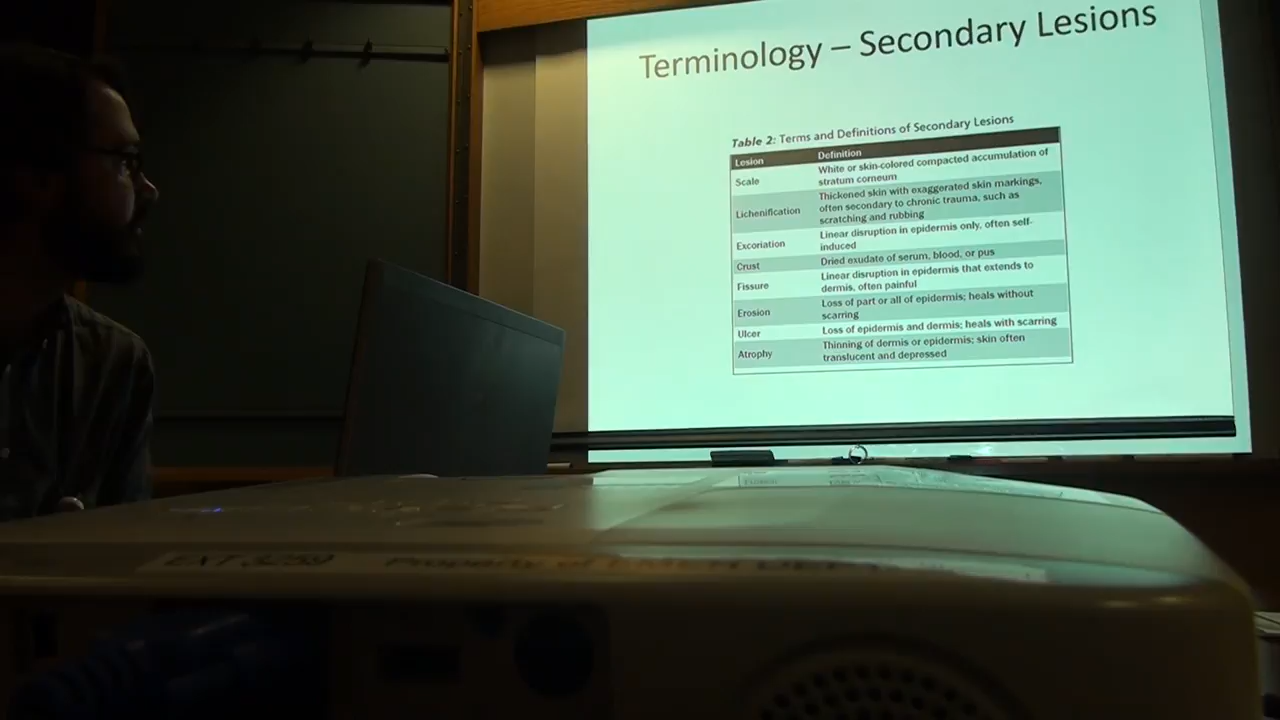 Terminology – Secondary Lesions
Table 2: Terms and Definitions of Secondary Lesions
Lesion Definition
Scale White or skin-colored compacted accumulation of
stratum corneum
Lichenification Thickened skin with exaggerated skin markings,
often secondary to chronic trauma, such as
scratching and rubbing
Excoriation Linear disruption in epidermis only, often self-
induced
Crust Dried exudate of serum, blood, or pus
Fissure Linear disruption in epidermis that extends to
dermis, often painful
Erosion Loss of part or all of epidermis; heals without
scarring
Ulcer Loss of epidermis and dermis; heals with scarring
Atrophy Thinning of dermis or epidermis; skin often
translucent and depressed
EXT 3259
Property of